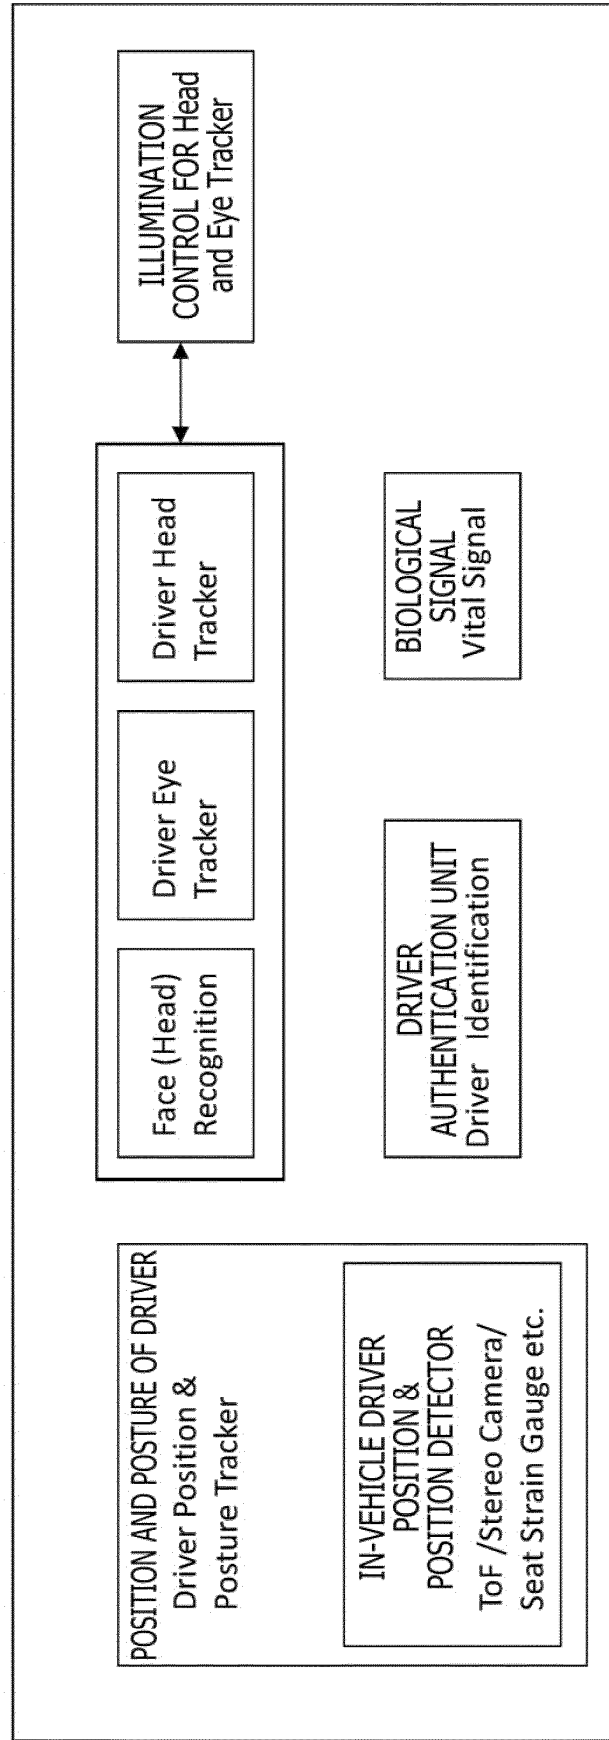 POSITION AND POSTURE OF DRIVER
Driver Position &
Posture Tracker
IN-VEHICLE DRIVER
POSITION &
POSITION DETECTOR
ToF /Stereo Camera/
Seat Strain Gauge etc.
Face (Head)
Recognition
Driver Eye
Tracker
Driver Head
Tracker
ILLUMINATION
CONTROL FOR Head
and Eye Tracker
DRIVER
AUTHENTICATION UNIT
Driver Identification
BIOLOGICAL
SIGNAL
Vital Signal